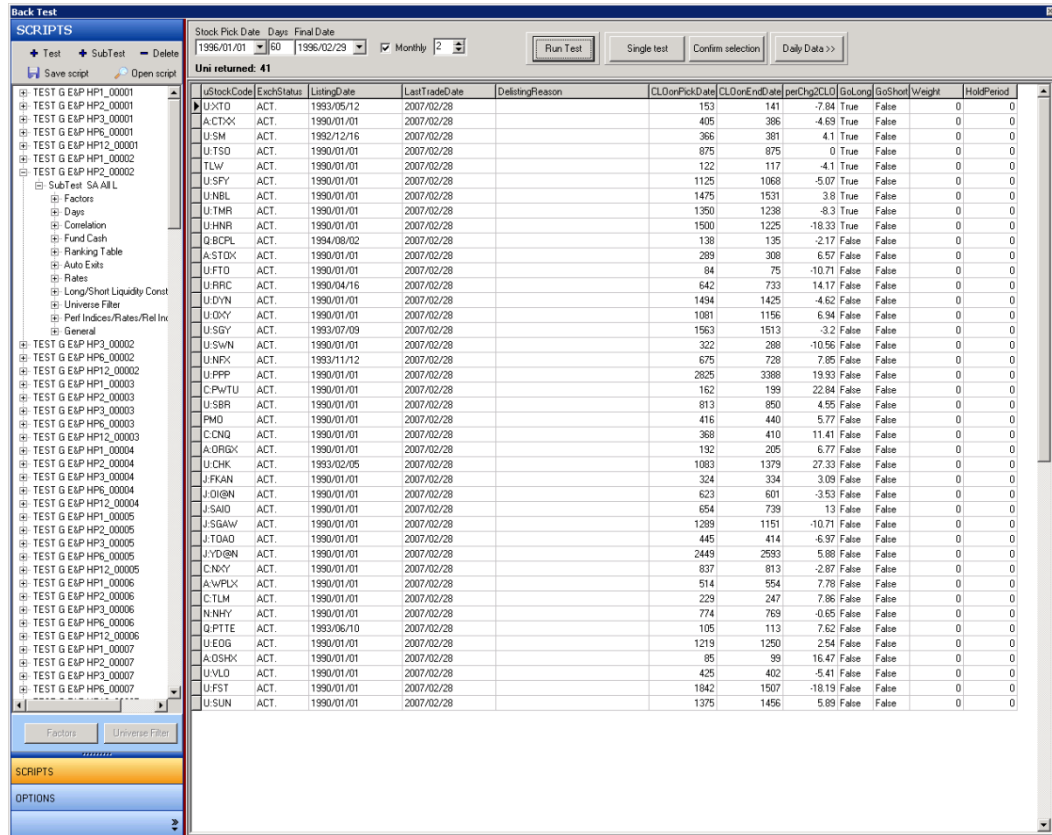 Back Test
SCRIPTS
Test SubTest Delete
Save script Open script
TEST G E&P HP1_00001
TEST G E&P HP2_00001
TEST G E&P HP3_00001
TEST G E&P HP6_00001
TEST G E&P HP12_00001
TEST G E&P HP1_00002
TEST G E&P HP2_00002
SubTest SA All L
Factors
Days
Correlation
Fund Cash
Ranking Table
Auto Exits
Rates
Long/Short Liquidity Const
Universe Filter
Perf Indices/Rates/Rel Inc
General
TEST G E&P HP3_00002
TEST G E&P HP6_00002
TEST G E&P HP12_00002
TEST G E&P HP1_00003
TEST G E&P HP2_00003
TEST G E&P HP3_00003
TEST G E&P HP6_00003
TEST G E&P HP12_00003
TEST G E&P HP1_00004
TEST G E&P HP2_00004
TEST G E&P HP3_00004
TEST G E&P HP6_00004
TEST G E&P HP12_00004
TEST G E&P HP1_00005
TEST G E&P HP2_00005
TEST G E&P HP3_00005
TEST G E&P HP6_00005
TEST G E&P HP12_00005
TEST G E&P HP1_00006
TEST G E&P HP2_00006
TEST G E&P HP3_00006
TEST G E&P HP6_00006
TEST G E&P HP12_00006
TEST G E&P HP1_00007
TEST G E&P HP2_00007
TEST G E&P HP3_00007
TEST G E&P HP6_00007
Factors Universe Filter
SCRIPTS
OPTIONS
Stock Pick Date Days Final Date
1996/01/01 60 1996/02/29 Monthly 2 Run Test Single test Confirm selection Daily Data >>
Uni returned: 41
uStockCode ExchStatus ListingDate LastTradeDate DelistingReason CLOonPickDate CLOonEndDate perChg2CLO GoLong GoShort Weight HoldPeriod
U:XTO ACT. 1993/05/12 2007/02/28 153 141 -7.84 True False 0 0
A:CTXX ACT. 1990/01/01 2007/02/28 405 386 -4.69 True False 0 0
U:SM ACT. 1992/12/16 2007/02/28 366 381 4.1 True False 0 0
U:TSO ACT. 1990/01/01 2007/02/28 875 875 0 True False 0 0
TLW ACT. 1990/01/01 2007/02/28 122 117 -4.1 True False 0 0
U:SFY ACT. 1990/01/01 2007/02/28 1125 1068 -5.07 True False 0 0
U:NBL ACT. 1990/01/01 2007/02/28 1475 1531 3.8 True False 0 0
U:TMR ACT. 1990/01/01 2007/02/28 1350 1238 -8.3 True False 0 0
U:HNR ACT. 1990/01/01 2007/02/28 1500 1225 -18.33 True False 0 0
Q:BCPL ACT. 1994/08/02 2007/02/28 138 135 -2.17 False False 0 0
A:STOX ACT. 1990/01/01 2007/02/28 289 308 6.57 False False 0 0
U:FTO ACT. 1990/01/01 2007/02/28 84 75 -10.71 False False 0 0
U:RRC ACT. 1990/04/16 2007/02/28 642 733 14.17 False False 0 0
U:DYN ACT. 1990/01/01 2007/02/28 1494 1425 -4.62 False False 0 0
U:OXY ACT. 1990/01/01 2007/02/28 1081 1156 6.94 False False 0 0
U:SGY ACT. 1993/07/09 2007/02/28 1563 1513 -3.2 False False 0 0
U:SWN ACT. 1990/01/01 2007/02/28 322 288 -10.56 False False 0 0
U:NFX ACT. 1993/11/12 2007/02/28 675 728 7.85 False False 0 0
U:PPP ACT. 1990/01/01 2007/02/28 2825 3388 19.93 False False 0 0
C:PWTU ACT. 1990/01/01 2007/02/28 162 199 22.84 False False 0 0
U:SBR ACT. 1990/01/01 2007/02/28 813 850 4.55 False False 0 0
PMO ACT. 1990/01/01 2007/02/28 416 440 5.77 False False 0 0
C:CNQ ACT. 1990/01/01 2007/02/28 368 410 11.41 False False 0 0
A:ORGX ACT. 1990/01/01 2007/02/28 192 205 6.77 False False 0 0
U:CHK ACT. 1993/02/05 2007/02/28 1083 1379 27.33 False False 0 0
J:FKAN ACT. 1990/01/01 2007/02/28 324 334 3.09 False False 0 0
J:OI@N ACT. 1990/01/01 2007/02/28 623 601 -3.53 False False 0 0
J:SAIO ACT. 1990/01/01 2007/02/28 654 739 13 False False 0 0
J:SGAW ACT. 1990/01/01 2007/02/28 1289 1151 -10.71 False False 0 0
J:TOAO ACT. 1990/01/01 2007/02/28 445 414 -6.97 False False 0 0
J:YD@N ACT. 1990/01/01 2007/02/28 2449 2593 5.88 False False 0 0
C:NXY ACT. 1990/01/01 2007/02/28 837 813 -2.87 False False 0 0
A:WPLX ACT. 1990/01/01 2007/02/28 514 554 7.78 False False 0 0
C:TLM ACT. 1990/01/01 2007/02/28 229 247 7.86 False False 0 0
N:NHY ACT. 1990/01/01 2007/02/28 774 769 -0.65 False False 0 0
Q:PTTE ACT. 1993/06/10 2007/02/28 105 113 7.62 False False 0 0
U:EOG ACT. 1990/01/01 2007/02/28 1219 1250 2.54 False False 0 0
A:OSHX ACT. 1990/01/01 2007/02/28 85 99 16.47 False False 0 0
U:VLO ACT. 1990/01/01 2007/02/28 425 402 -5.41 False False 0 0
U:FST ACT. 1990/01/01 2007/02/28 1842 1507 -18.19 False False 0 0
U:SUN ACT. 1990/01/01 2007/02/28 1375 1456 5.89 False False 0 0